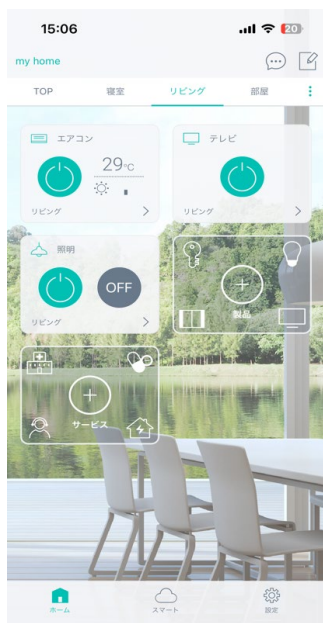 15:06
20
my home
TOP 寝室 リビング 部屋
エアコン
29℃
リビング
テレビ
リビング
照明
OFF
リビング
製品
サービス
ホーム スマート 設定